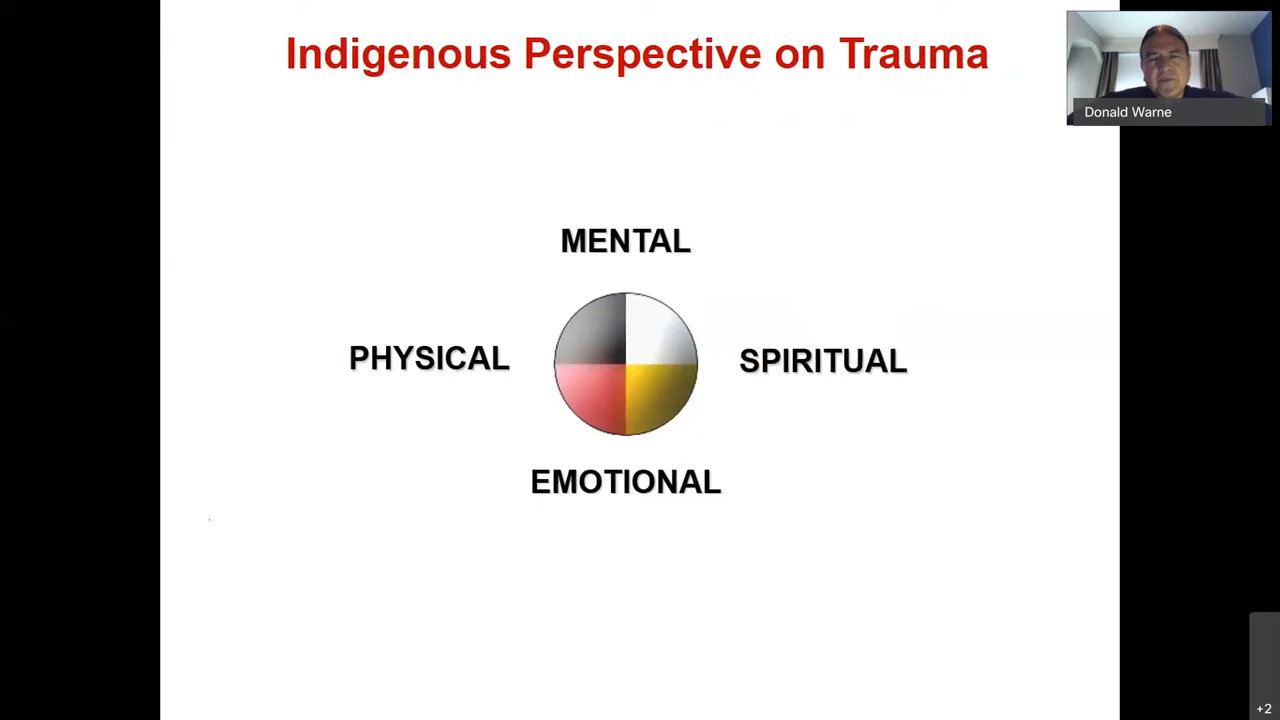 Indigenous Perspective on Trauma
Donald Warne
MENTAL
PHYSICAL
SPIRITUAL
EMOTIONAL
+2